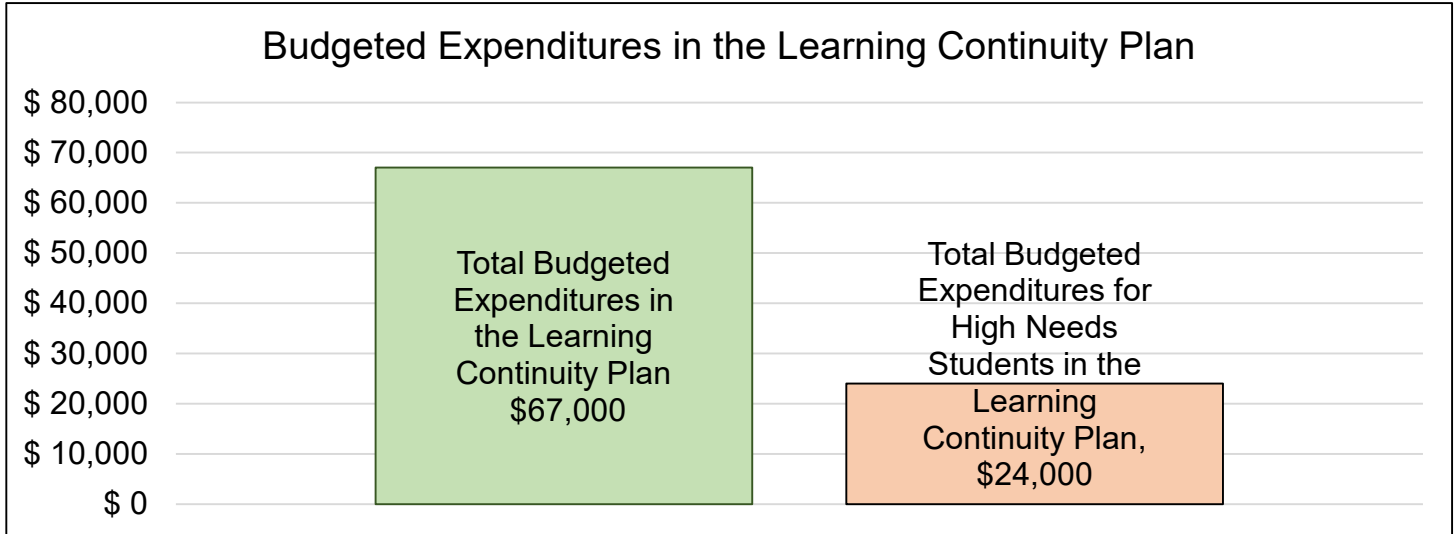 Budgeted Expenditures in the Learning Continuity Plan
$ 80,000
$ 70,000
$ 60,000
$ 50,000
$ 40,000
$ 30,000
$ 20,000
$ 10,000
$ 0
Total Budgeted
Expenditures in
the Learning
Continuity Plan
$67,000
Total Budgeted
Expenditures for
High Needs
Students in the
Learning
Continuity Plan,
$24,000